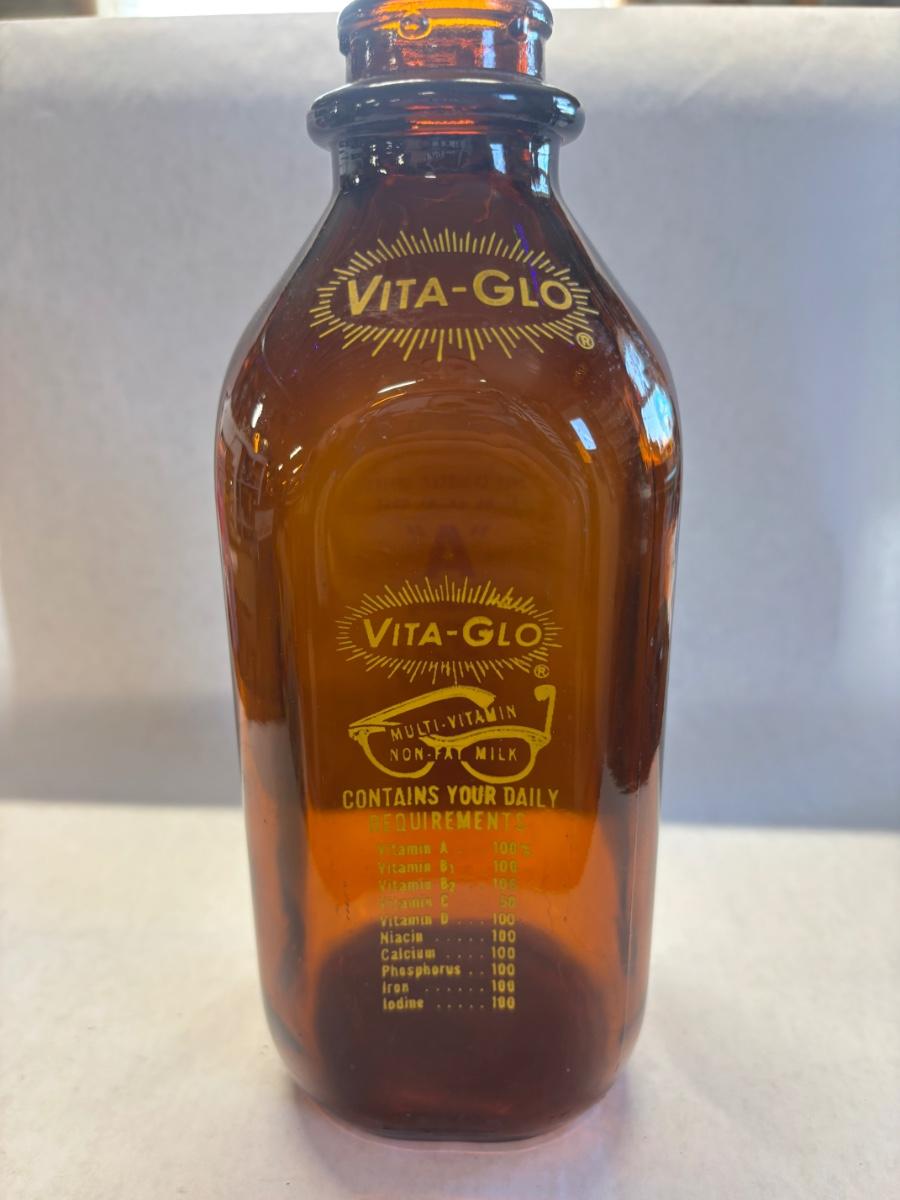 VITA-GLO
®
"A"
VITA-GLO
®
MULTI-VITAMIN
NON-FAT MILK
CONTAINS YOUR DAILY
REQUIREMENTS
Vitamin A . 100%
Vitamin B1 100
Vitamin B2 . . 100
Vitamin C 50
Vitamin D . . . 100
Niacin . . . . . 100
Calcium . . . . 100
Phosphorus . . 100
Iron . . . . . . 100
Iodine . . . . . 100